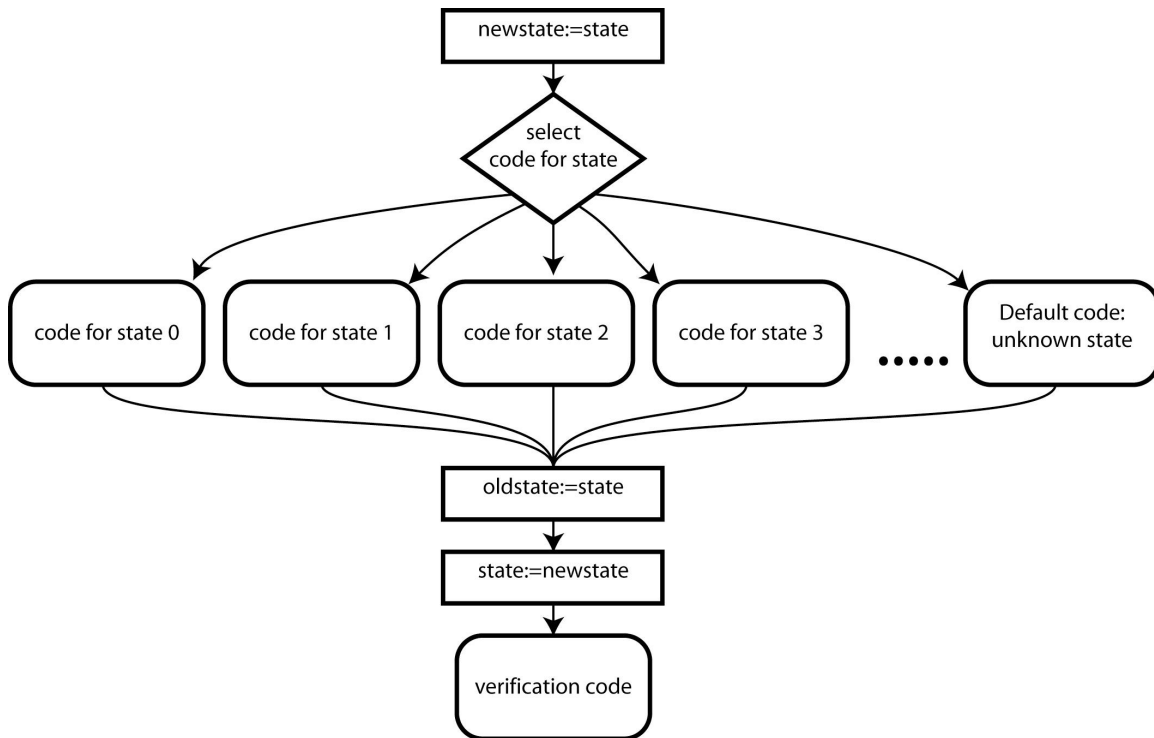 newstate:=state
select
code for state
code for state 0
code for state 1
code for state 2
code for state 3
Default code:
unknown state
oldstate:=state
state:=newstate
verification code